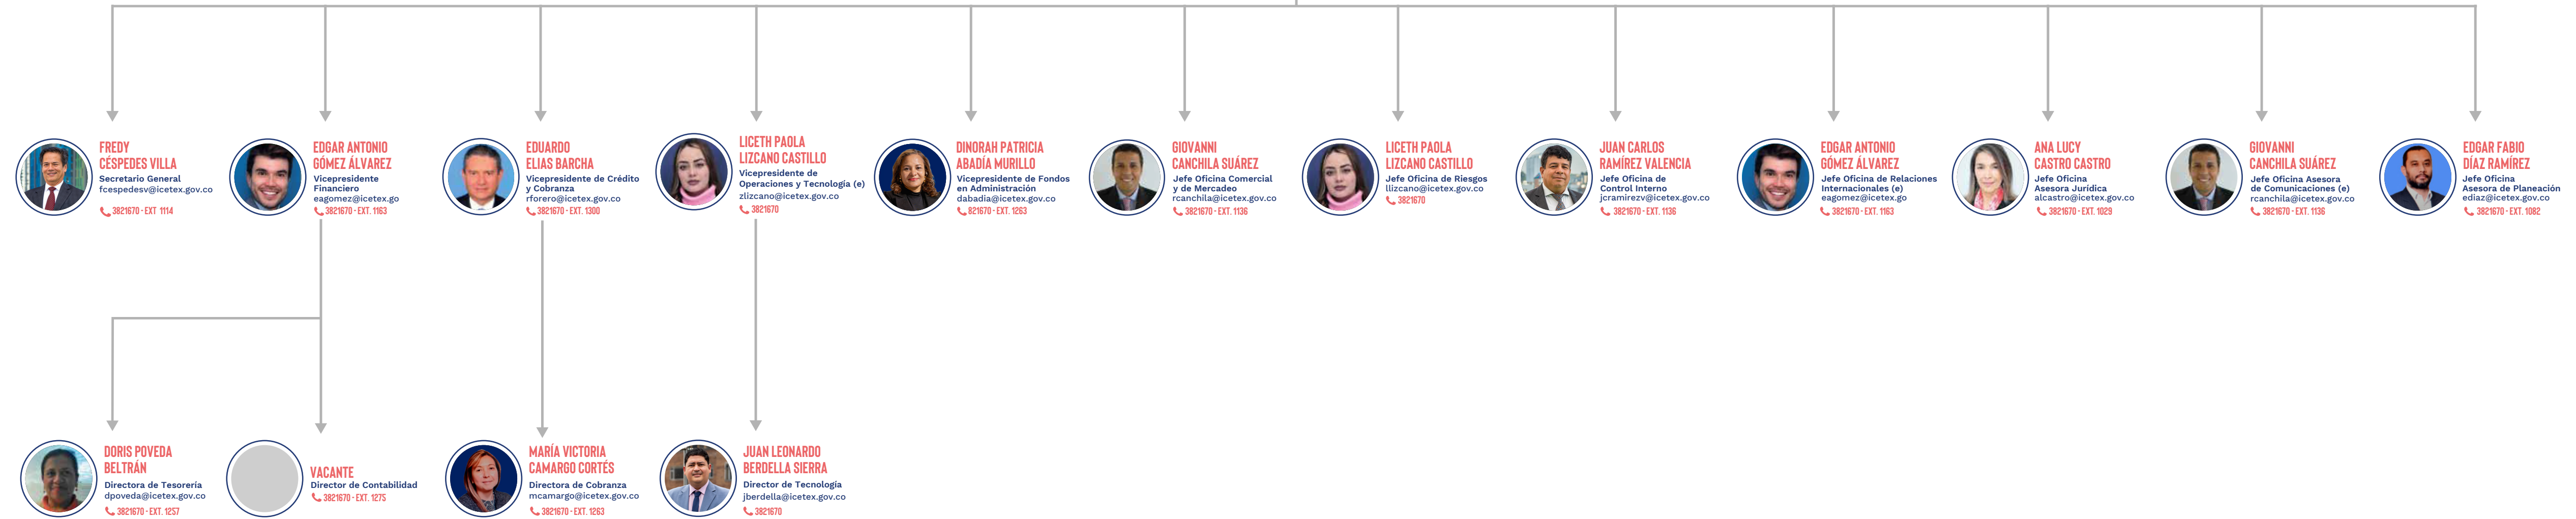 FREDY
CÉSPEDES VILLA
Secretario General
fcespedesv@icetex.gov.co
3821670 - EXT 1114
EDGAR ANTONIO
GÓMEZ ÁLVAREZ
Vicepresidente
Financiero
eagomez@icetex.go
3821670 - EXT. 1163
EDUARDO
ELIAS BARCHA
Vicepresidente de Crédito
y Cobranza
rforero@icetex.gov.co
3821670 - EXT. 1300
LICETH PAOLA
LIZCANO CASTILLO
Vicepresidente de
Operaciones y Tecnología (e)
zlizcano@icetex.gov.co
3821670
DINORAH PATRICIA
ABADÍA MURILLO
Vicepresidente de Fondos
en Administración
dabadia@icetex.gov.co
821670 - EXT. 1263
GIOVANNI
CANCHILA SUÁREZ
Jefe Oficina Comercial
y de Mercadeo
rcanchila@icetex.gov.co
3821670 - EXT. 1136
LICETH PAOLA
LIZCANO CASTILLO
Jefe Oficina de Riesgos
llizcano@icetex.gov.co
3821670
JUAN CARLOS
RAMÍREZ VALENCIA
Jefe Oficina de
Control Interno
jcramirezv@icetex.gov.co
3821670 - EXT. 1136
EDGAR ANTONIO
GÓMEZ ÁLVAREZ
Jefe Oficina de Relaciones
Internacionales (e)
eagomez@icetex.go
3821670 - EXT. 1163
ANA LUCY
CASTRO CASTRO
Jefe Oficina
Asesora Jurídica
alcastro@icetex.gov.co
3821670 - EXT. 1029
GIOVANNI
CANCHILA SUÁREZ
Jefe Oficina Asesora
de Comunicaciones (e)
rcanchila@icetex.gov.co
3821670 - EXT. 1136
EDGAR FABIO
DÍAZ RAMÍREZ
Jefe Oficina
Asesora de Planeación
ediaz@icetex.gov.co
3821670 - EXT. 1082
DORIS POVEDA
BELTRÁN
Directora de Tesorería
dpoveda@icetex.gov.co
3821670 - EXT. 1257
VACANTE
Director de Contabilidad
3821670 - EXT. 1275
MARÍA VICTORIA
CAMARGO CORTÉS
Directora de Cobranza
mcamargo@icetex.gov.co
3821670 - EXT. 1263
JUAN LEONARDO
BERDELLA SIERRA
Director de Tecnología
jberdella@icetex.gov.co
3821670